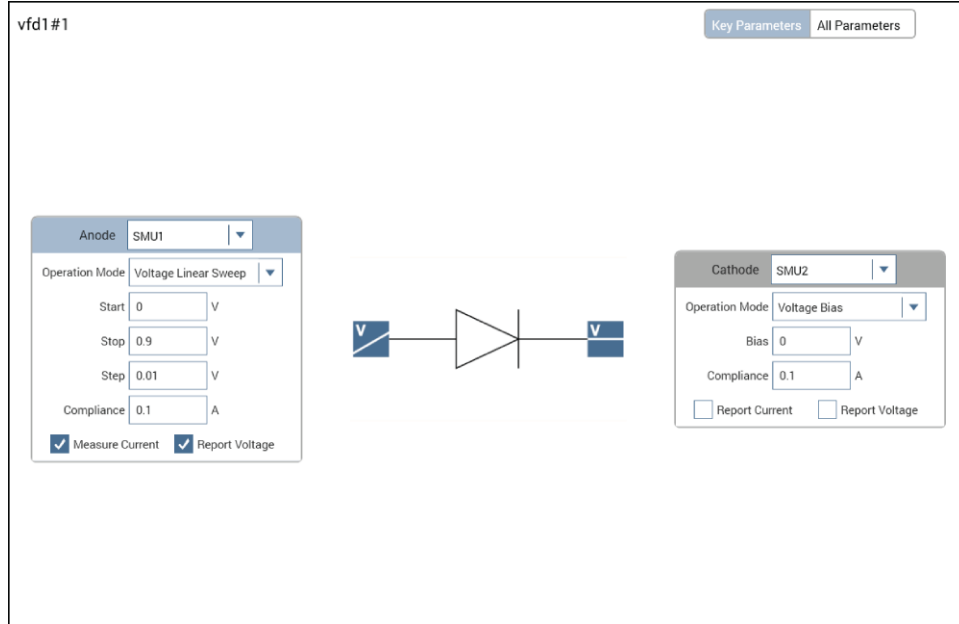 vfd1#1
Key Parameters All Parameters
Anode SMU1
Operation Mode Voltage Linear Sweep
Start 0 V
Stop 0.9 V
Step 0.01 V
Compliance 0.1 A
Measure Current Report Voltage
V
V
Cathode SMU2
Operation Mode Voltage Bias
Bias 0 V
Compliance 0.1 A
Report Current Report Voltage